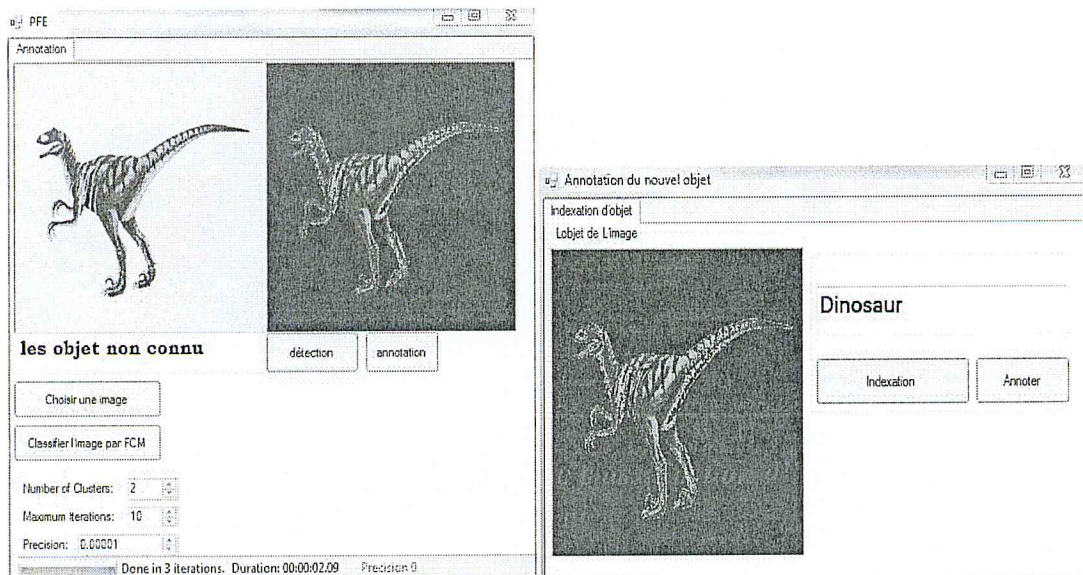 PFE
Annotation
les objet non connu
détection
annotation
Choisir une image
Classifier l'image par FCM
Number of Clusters: 2
Maximum Iterations: 10
Precision: 0.00001
Done in 3 iterations. Duration: 00:00:02.09 Precision 0
Annotation du nouvel objet
Indexation d'objet
Lobjet de L'image
Dinosaur
Indexation
Annoter